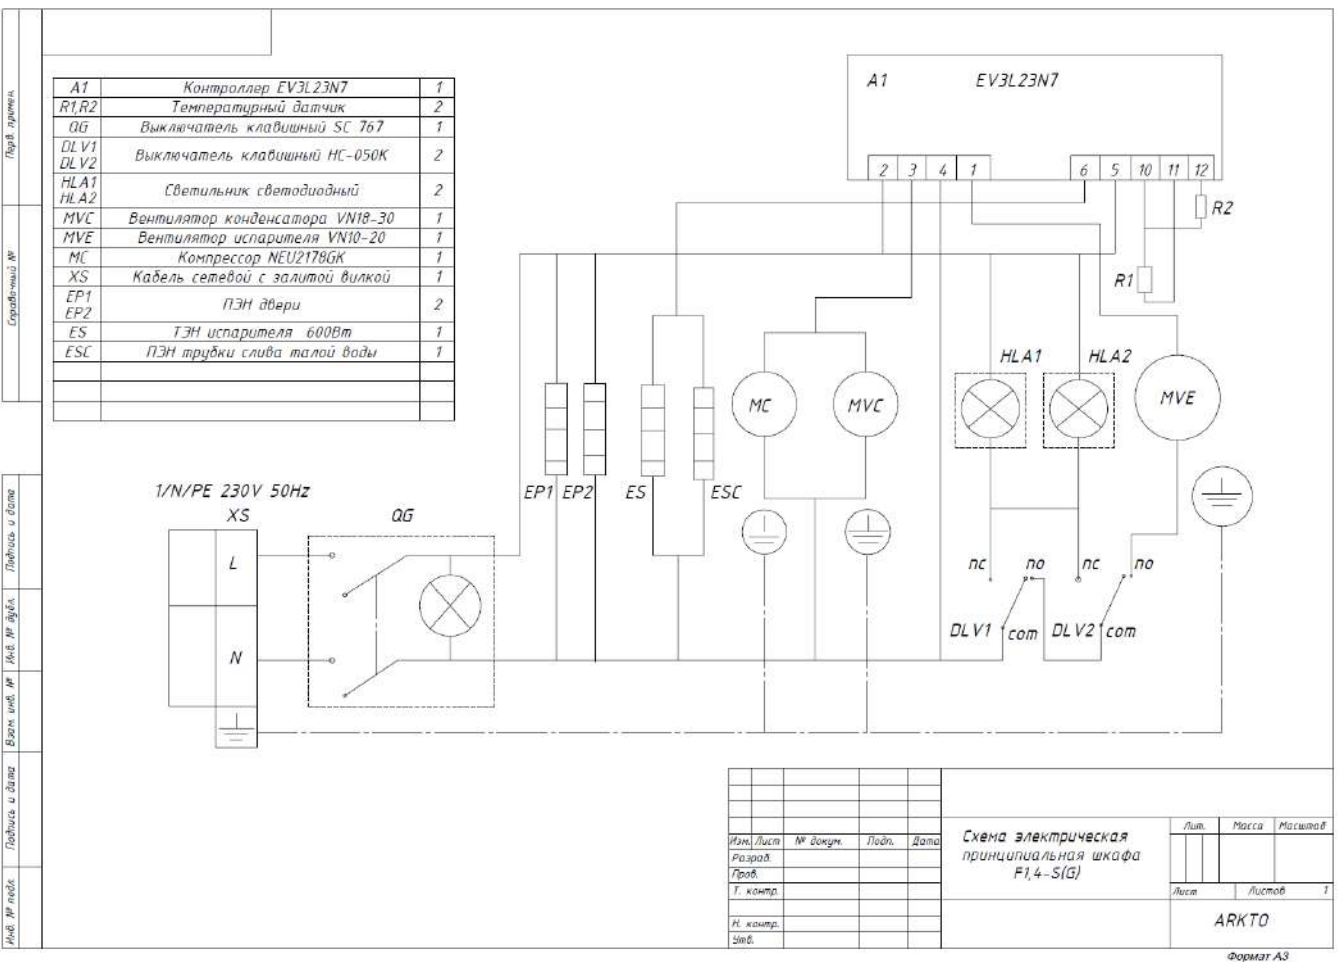 Перв. примен.
Справочный №
Подпись и дата
Инв. № дубл.
Взам. инв. №
Подпись и дата
Инв. № подл.
A1 Контроллер EV3L23N7 1
R1,R2 Температурный датчик 2
QG Выключатель клавишный SC 767 1
DLV1
DLV2 Выключатель клавишный НС-050К 2
HLA1
HLA2 Светильник светодиодный 2
MVC Вентилятор конденсатора VN18-30 1
MVE Вентилятор испарителя VN10-20 1
MC Компрессор NEU2178GK 1
XS Кабель сетевой с залитой вилкой 1
EP1
EP2 ПЭН двери 2
ES ТЭН испарителя 600Вт 1
ESC ПЭН трубки слива талой воды 1
A1 EV3L23N7
2 3 4 1 6 5 10 11 12
R2
R1
HLA1 HLA2
MC MVC MVE
EP1 EP2 ES ESC
1/N/PE 230V 50Hz
XS QG
L
N
nc no nc no
DLV1 com DLV2 com
Изм. Лист № докум. Подп. Дата
Разраб.
Пров.
Т. контр.
Н. контр.
Утв.
Схема электрическая
принципиальная шкафа
F1,4-S(G)
Лит. Масса Масштаб
Лист Листов 1
ARKTO
Формат А3